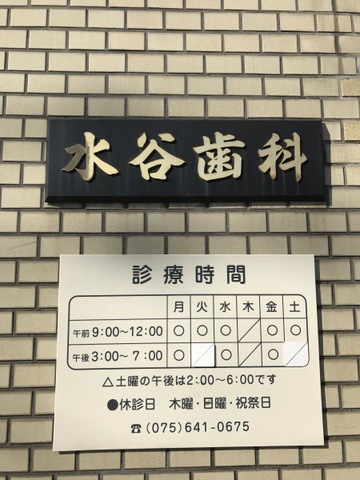 水谷歯科
診療時間
月 火 水 木 金 土
午前 9:00〜12:00 ○ ○ ○ ／ ○ ○
午後 3:00〜7:00 ○ ／ ○ ／ ○ ／
△土曜の午後は2:00〜6:00です
●休診日 木曜・日曜・祝祭日
☎(075)641-0675